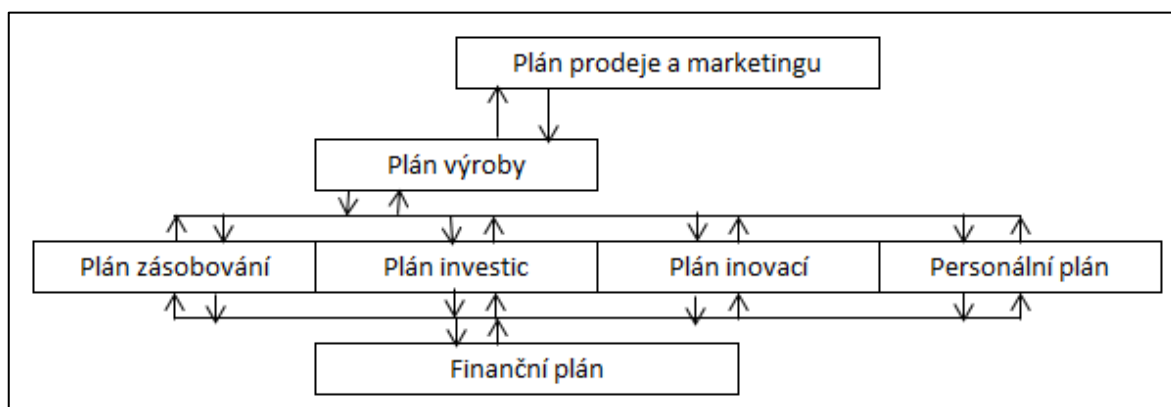 Plán prodeje a marketingu
Plán výroby
Plán zásobování
Plán investic
Plán inovací
Personální plán
Finanční plán